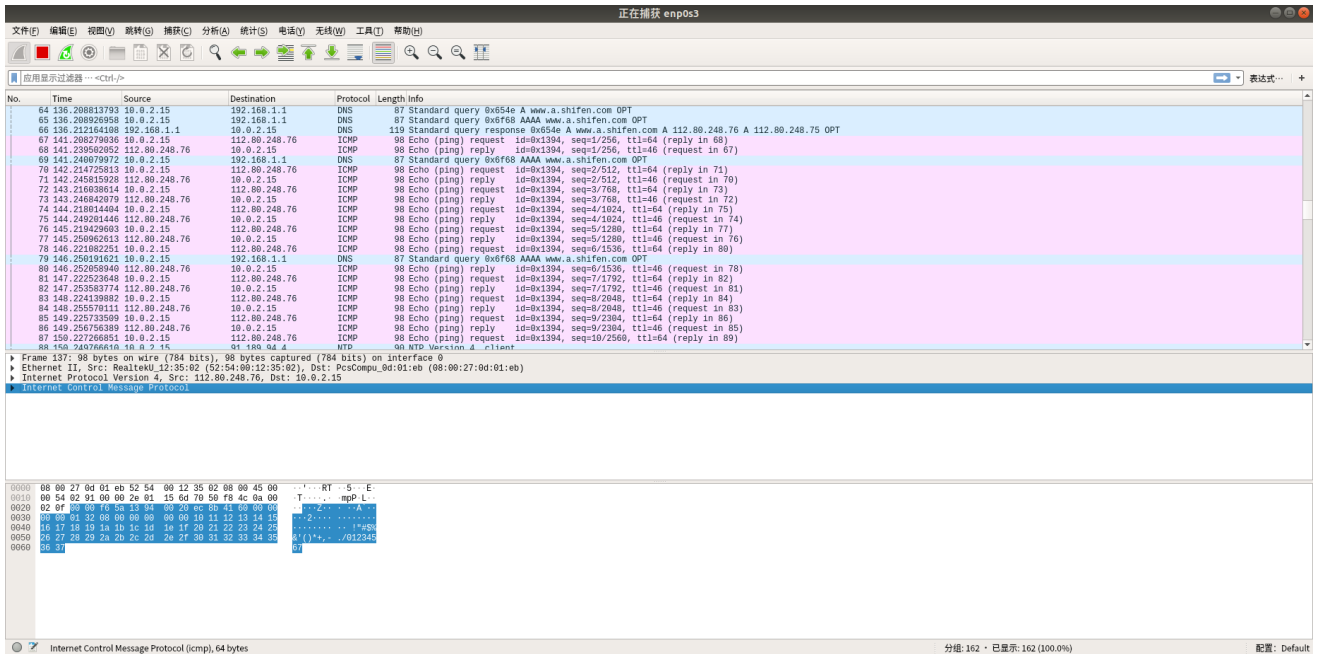 正在捕获 enp0s3
文件(F) 编辑(E) 视图(V) 跳转(G) 捕获(C) 分析(A) 统计(S) 电话(Y) 无线(W) 工具(T) 帮助(H)
应用显示过滤器 … <Ctrl-/> 表达式… +
No. Time Source Destination Protocol Length Info
64 136.208813793 10.0.2.15 192.168.1.1 DNS 87 Standard query 0x654e A www.a.shifen.com OPT
65 136.208926958 10.0.2.15 192.168.1.1 DNS 87 Standard query 0x6f68 AAAA www.a.shifen.com OPT
66 136.212164108 192.168.1.1 10.0.2.15 DNS 119 Standard query response 0x654e A www.a.shifen.com A 112.80.248.76 A 112.80.248.75 OPT
67 141.208279036 10.0.2.15 112.80.248.76 ICMP 98 Echo (ping) request id=0x1394, seq=1/256, ttl=64 (reply in 68)
68 141.239502052 112.80.248.76 10.0.2.15 ICMP 98 Echo (ping) reply id=0x1394, seq=1/256, ttl=46 (request in 67)
69 141.240079972 10.0.2.15 192.168.1.1 DNS 87 Standard query 0x6f68 AAAA www.a.shifen.com OPT
70 142.214725813 10.0.2.15 112.80.248.76 ICMP 98 Echo (ping) request id=0x1394, seq=2/512, ttl=64 (reply in 71)
71 142.245815928 112.80.248.76 10.0.2.15 ICMP 98 Echo (ping) reply id=0x1394, seq=2/512, ttl=46 (request in 70)
72 143.216038614 10.0.2.15 112.80.248.76 ICMP 98 Echo (ping) request id=0x1394, seq=3/768, ttl=64 (reply in 73)
73 143.246842079 112.80.248.76 10.0.2.15 ICMP 98 Echo (ping) reply id=0x1394, seq=3/768, ttl=46 (request in 72)
74 144.218014404 10.0.2.15 112.80.248.76 ICMP 98 Echo (ping) request id=0x1394, seq=4/1024, ttl=64 (reply in 75)
75 144.249201446 112.80.248.76 10.0.2.15 ICMP 98 Echo (ping) reply id=0x1394, seq=4/1024, ttl=46 (request in 74)
76 145.219429603 10.0.2.15 112.80.248.76 ICMP 98 Echo (ping) request id=0x1394, seq=5/1280, ttl=64 (reply in 77)
77 145.250962613 112.80.248.76 10.0.2.15 ICMP 98 Echo (ping) reply id=0x1394, seq=5/1280, ttl=46 (request in 76)
78 146.221082251 10.0.2.15 112.80.248.76 ICMP 98 Echo (ping) request id=0x1394, seq=6/1536, ttl=64 (reply in 80)
79 146.250191621 10.0.2.15 192.168.1.1 DNS 87 Standard query 0x6f68 AAAA www.a.shifen.com OPT
80 146.252058940 112.80.248.76 10.0.2.15 ICMP 98 Echo (ping) reply id=0x1394, seq=6/1536, ttl=46 (request in 78)
81 147.222523648 10.0.2.15 112.80.248.76 ICMP 98 Echo (ping) request id=0x1394, seq=7/1792, ttl=64 (reply in 82)
82 147.253583774 112.80.248.76 10.0.2.15 ICMP 98 Echo (ping) reply id=0x1394, seq=7/1792, ttl=46 (request in 81)
83 148.224139882 10.0.2.15 112.80.248.76 ICMP 98 Echo (ping) request id=0x1394, seq=8/2048, ttl=64 (reply in 84)
84 148.255570111 112.80.248.76 10.0.2.15 ICMP 98 Echo (ping) reply id=0x1394, seq=8/2048, ttl=46 (request in 83)
85 149.225733509 10.0.2.15 112.80.248.76 ICMP 98 Echo (ping) request id=0x1394, seq=9/2304, ttl=64 (reply in 86)
86 149.256756389 112.80.248.76 10.0.2.15 ICMP 98 Echo (ping) reply id=0x1394, seq=9/2304, ttl=46 (request in 85)
87 150.227266851 10.0.2.15 112.80.248.76 ICMP 98 Echo (ping) request id=0x1394, seq=10/2560, ttl=64 (reply in 89)
88 150.249766610 10.0.2.15 91.189.94.4 NTP 90 NTP Version 4, client
Frame 137: 98 bytes on wire (784 bits), 98 bytes captured (784 bits) on interface 0
Ethernet II, Src: RealtekU_12:35:02 (52:54:00:12:35:02), Dst: PcsCompu_0d:01:eb (08:00:27:0d:01:eb)
Internet Protocol Version 4, Src: 112.80.248.76, Dst: 10.0.2.15
Internet Control Message Protocol
0000 08 00 27 0d 01 eb 52 54 00 12 35 02 08 00 45 00 ··'···RT ··5···E·
0010 00 54 02 91 00 00 2e 01 15 6d 70 50 f8 4c 0a 00 ·T····.· ·mpP·L··
0020 02 0f 00 00 f6 5a 13 94 00 20 ec 8b 41 60 00 00 ·····Z·· · ··A`··
0030 00 00 01 32 08 00 00 00 00 00 10 11 12 13 14 15 ···2···· ········
0040 16 17 18 19 1a 1b 1c 1d 1e 1f 20 21 22 23 24 25 ········ ·· !"#$%
0050 26 27 28 29 2a 2b 2c 2d 2e 2f 30 31 32 33 34 35 &'()*+,- ./012345
0060 36 37 67
Internet Control Message Protocol (icmp), 64 bytes 分组: 162 · 已显示: 162 (100.0%) 配置: Default